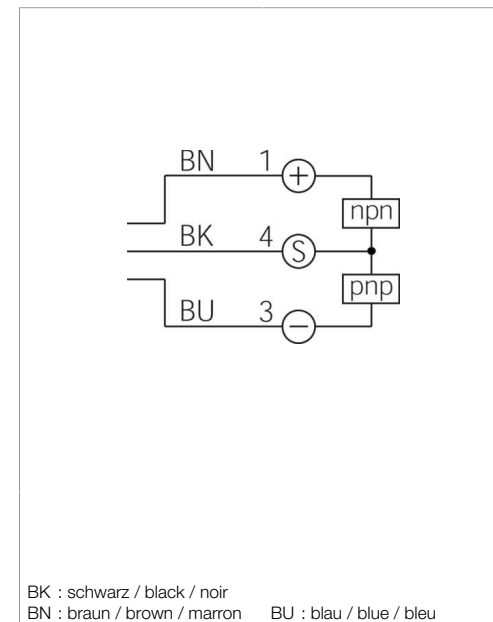 BN 1 +
npn
BK 4 S
pnp
BU 3 −
BK : schwarz / black / noir
BN : braun / brown / marron BU : blau / blue / bleu